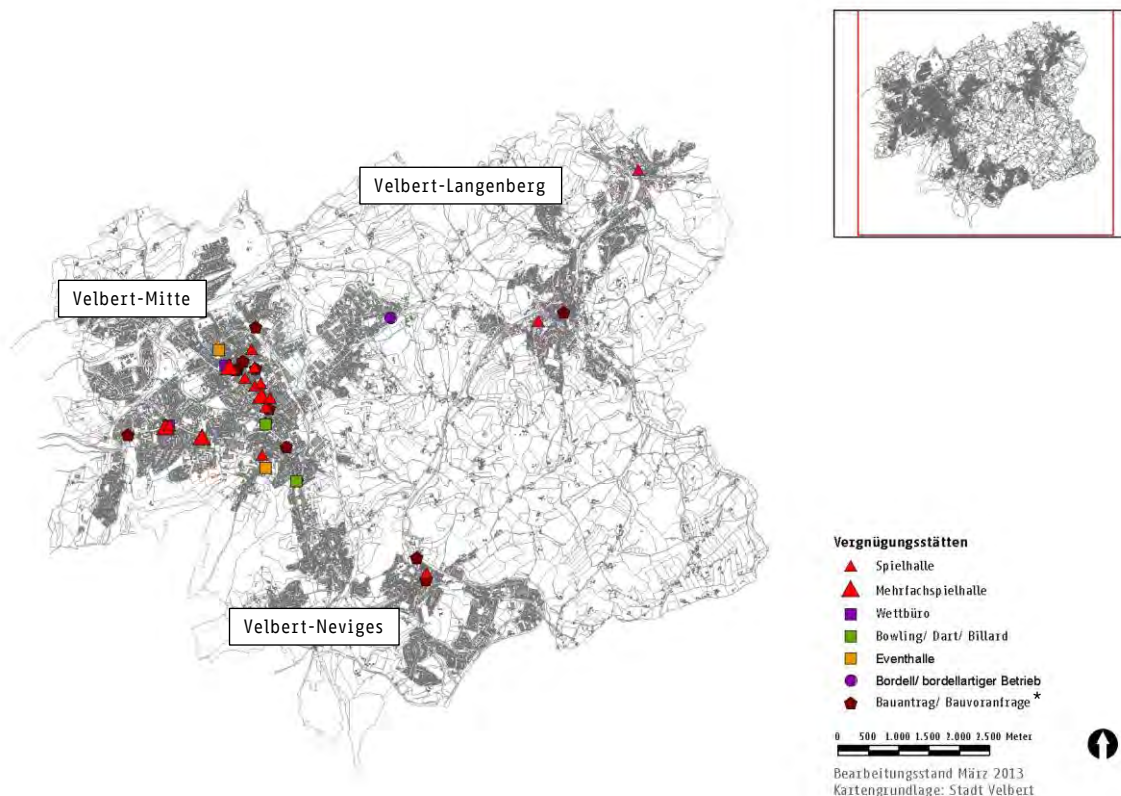 Velbert-Langenberg
Velbert-Mitte
Velbert-Neviges
Vergnügungsstätten
Spielhalle
Mehrfachspielhalle
Wettbüro
Bowling/ Dart/ Billard
Eventhalle
Bordell/ bordellartiger Betrieb
Bauantrag/ Bauvoranfrage*
0 500 1.000 1.500 2.000 2.500 Meter
Bearbeitungsstand März 2013
Kartengrundlage: Stadt Velbert